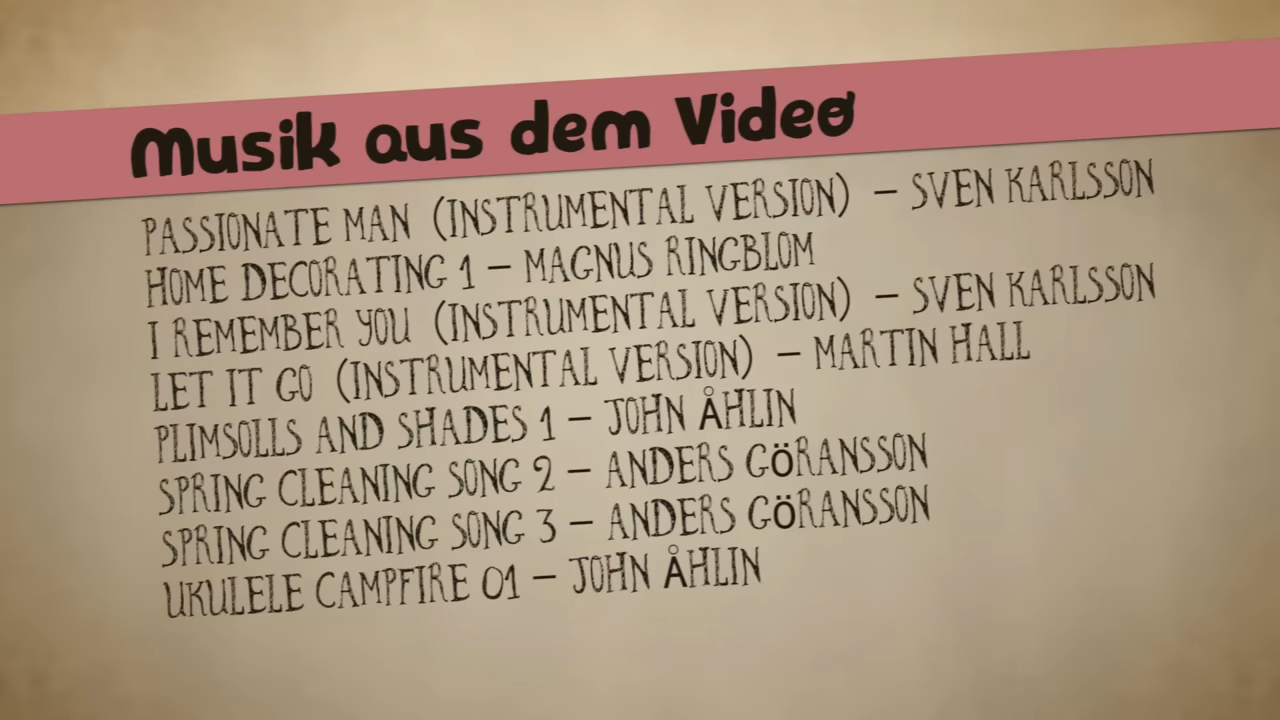 Musik aus dem Video
PASSIONATE MAN (INSTRUMENTAL VERSION) – SVEN KARLSSON
HOME DECORATING 1 – MAGNUS RINGBLOM
I REMEMBER YOU (INSTRUMENTAL VERSION) – SVEN KARLSSON
LET IT GO (INSTRUMENTAL VERSION) – MARTIN HALL
PLIMSOLLS AND SHADES 1 – JOHN ÅHLIN
SPRING CLEANING SONG 2 – ANDERS GÖRANSSON
SPRING CLEANING SONG 3 – ANDERS GÖRANSSON
UKULELE CAMPFIRE 01 – JOHN ÅHLIN